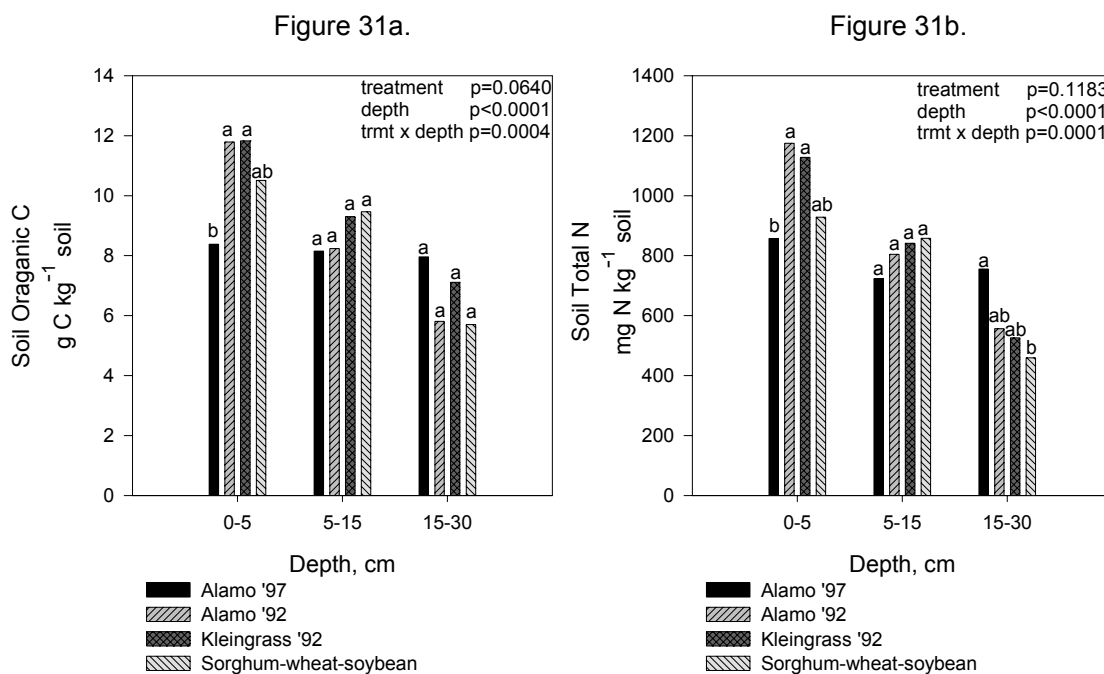 Figure 31a.
14
12
10
8
6
4
2
0
Soil Oraganic C
g C kg⁻¹ soil
treatment p=0.0640
depth p<0.0001
trmt x depth p=0.0004
b
a
a
ab
a
a
a
a
a
a
a
a
0-5
5-15
15-30
Depth, cm
Alamo '97
Alamo '92
Kleingrass '92
Sorghum-wheat-soybean
Figure 31b.
1400
1200
1000
800
600
400
200
0
Soil Total N
mg N kg⁻¹ soil
treatment p=0.1183
depth p<0.0001
trmt x depth p=0.0001
b
a
a
ab
a
a
a
a
a
ab
ab
b
0-5
5-15
15-30
Depth, cm
Alamo '97
Alamo '92
Kleingrass '92
Sorghum-wheat-soybean